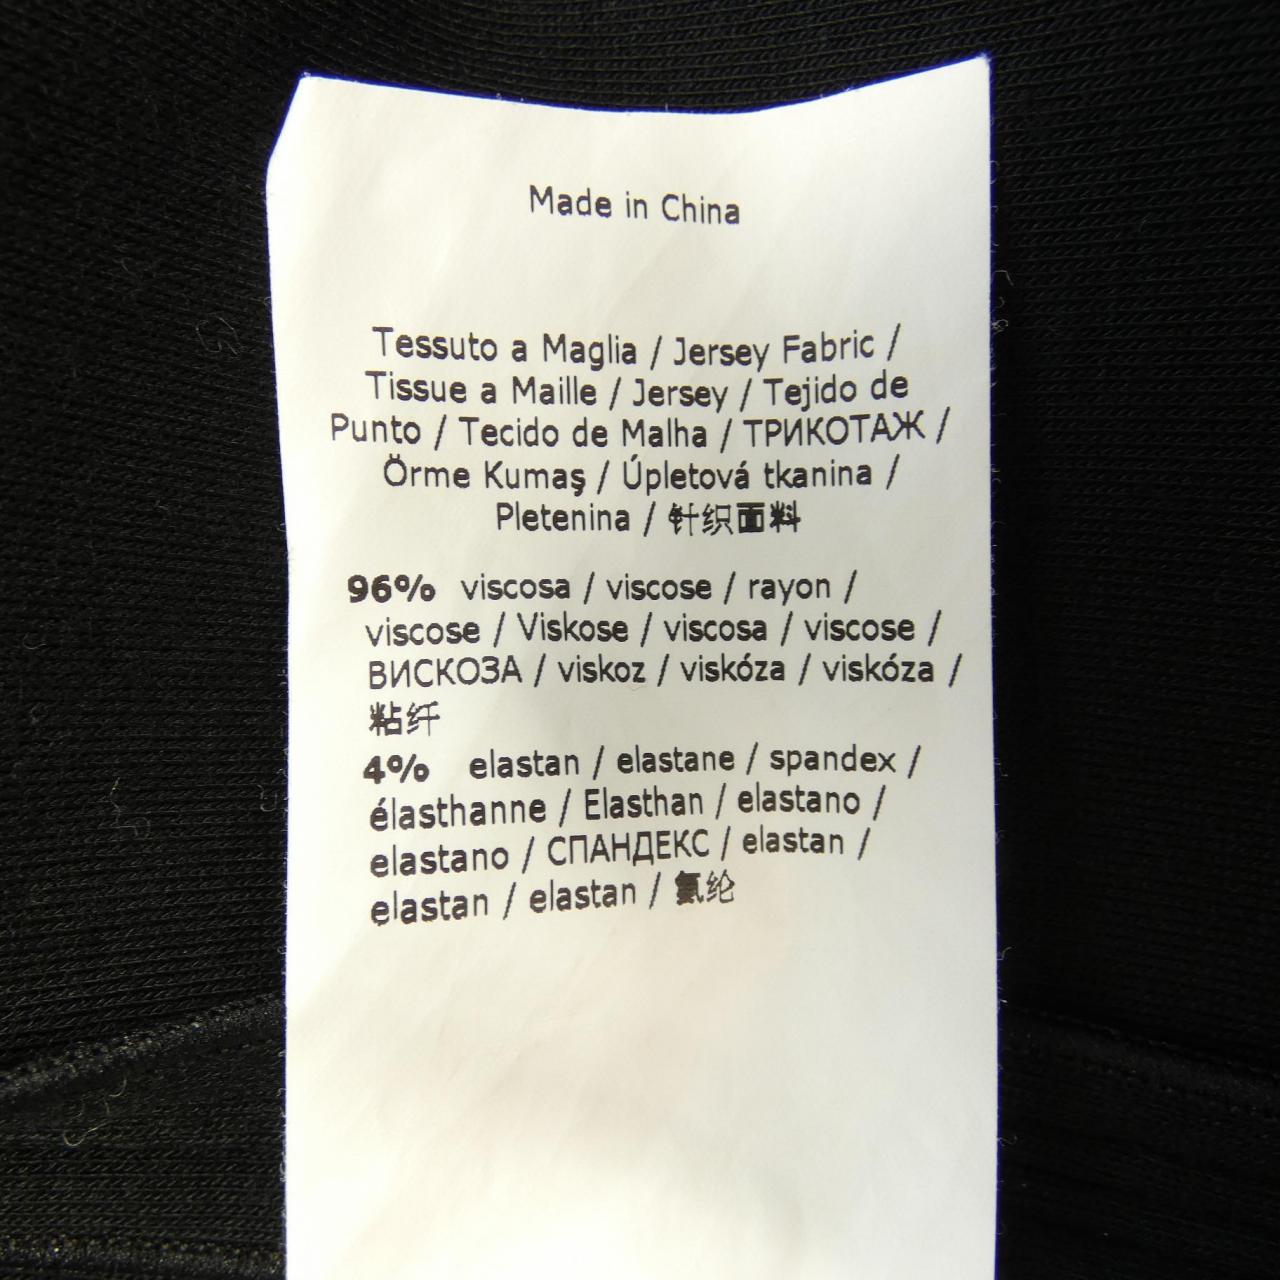 Made in China
Tessuto a Maglia / Jersey Fabric /
Tissue a Maille / Jersey / Tejido de
Punto / Tecido de Malha / ТРИКОТАЖ /
Örme Kumaş / Úpletová tkanina /
Pletenina / 针织面料
96% viscosa / viscose / rayon /
viscose / Viskose / viscosa / viscose /
ВИСКОЗА / viskoz / viskóza / viskóza /
粘纤
4% elastan / elastane / spandex /
élasthanne / Elasthan / elastano /
elastano / СПАНДЕКС / elastan /
elastan / elastan / 氨纶